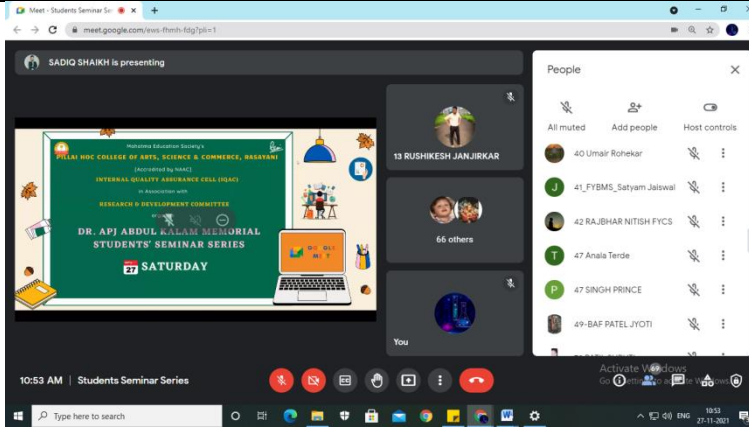 Meet - Students Seminar Se
meet.google.com/ews-fhmh-fdg?pli=1
SADIQ SHAIKH is presenting
Mahatma Education Society's
PILLAI HOC COLLEGE OF ARTS, SCIENCE & COMMERCE, RASAYANI
(Accredited by NAAC)
INTERNAL QUALITY ASSURANCE CELL (IQAC)
in Association with
RESEARCH & DEVELOPMENT COMMITTEE
DR. APJ ABDUL KALAM MEMORIAL
STUDENTS' SEMINAR SERIES
27 SATURDAY
GOOGLE
MEET
13 RUSHIKESH JANJIRKAR
66 others
You
People
All muted
Add people
Host controls
40 Umair Rohekar
J
41_FYBMS_Satyam Jaiswal
42 RAJBHAR NITISH FYCS
T
47 Anala Terde
P
47 SINGH PRINCE
49-BAF PATEL JYOTI
10:53 AM | Students Seminar Series
Activate Windows
69
Type here to search
ENG
10:53
27-11-2021